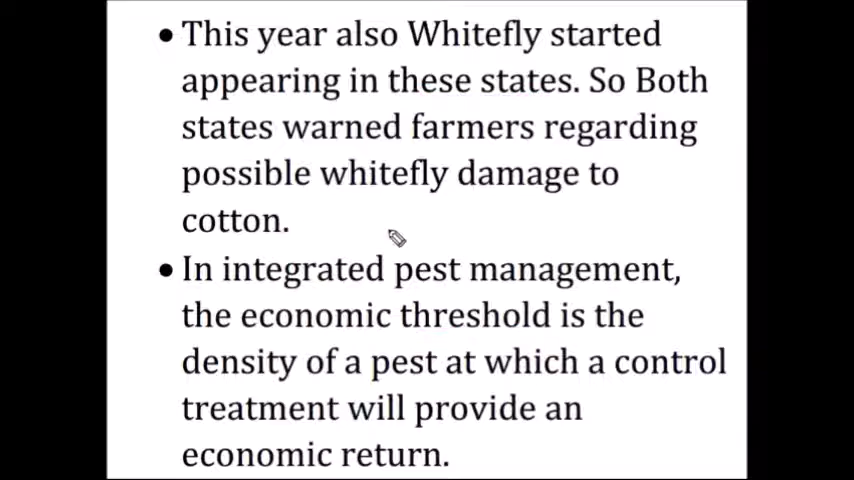 • This year also Whitefly started
appearing in these states. So Both
states warned farmers regarding
possible whitefly damage to
cotton.
• In integrated pest management,
the economic threshold is the
density of a pest at which a control
treatment will provide an
economic return.